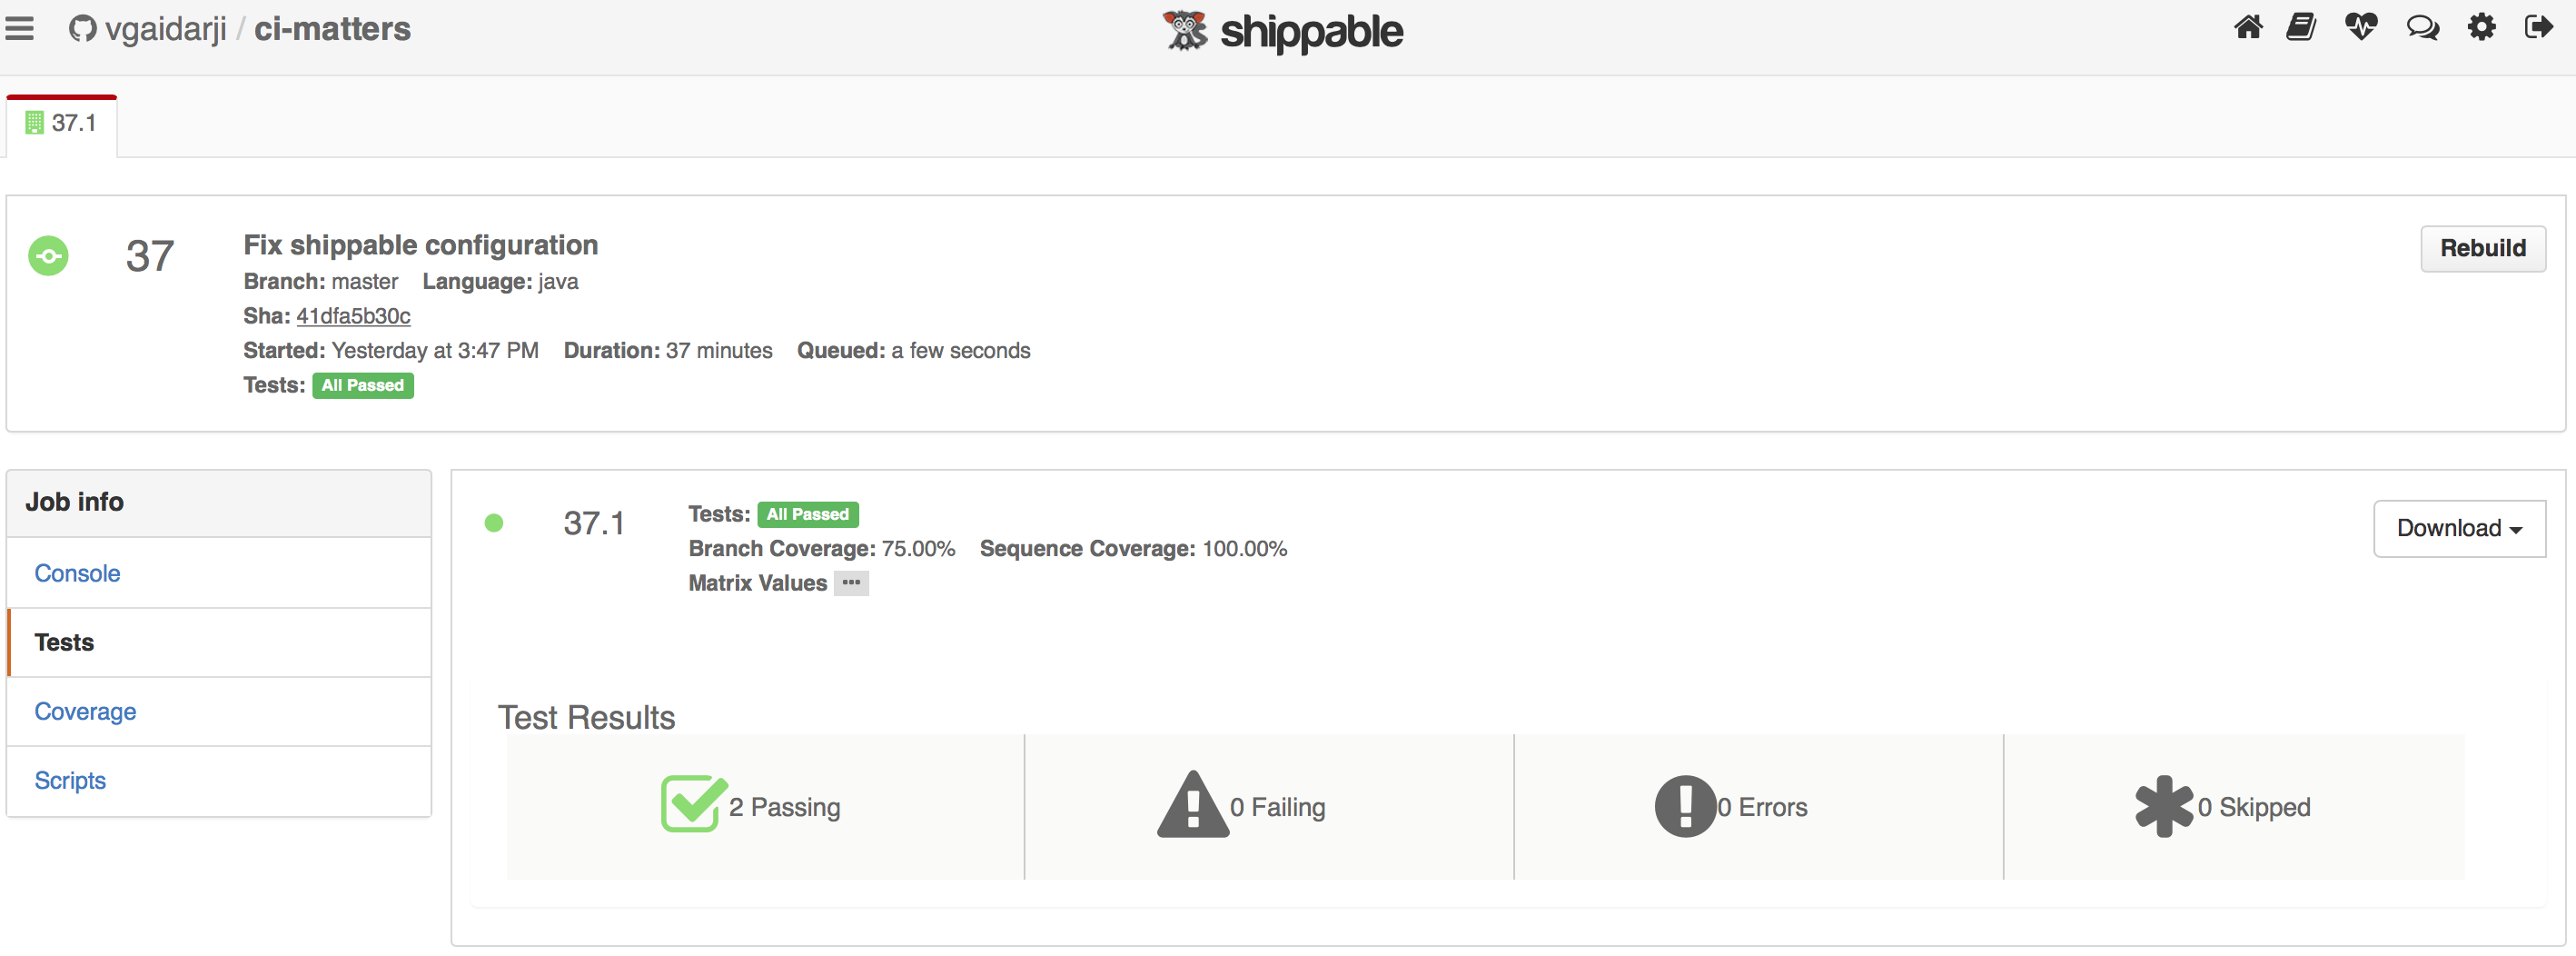 vgaidarji / ci-matters
shippable
37.1
37
Fix shippable configuration
Branch: master Language: java
Sha: 41dfa5b30c
Started: Yesterday at 3:47 PM Duration: 37 minutes Queued: a few seconds
Tests: All Passed
Rebuild
Job info
Console
Tests
Coverage
Scripts
37.1
Tests: All Passed
Branch Coverage: 75.00% Sequence Coverage: 100.00%
Matrix Values ...
Download
Test Results
2 Passing
0 Failing
0 Errors
0 Skipped